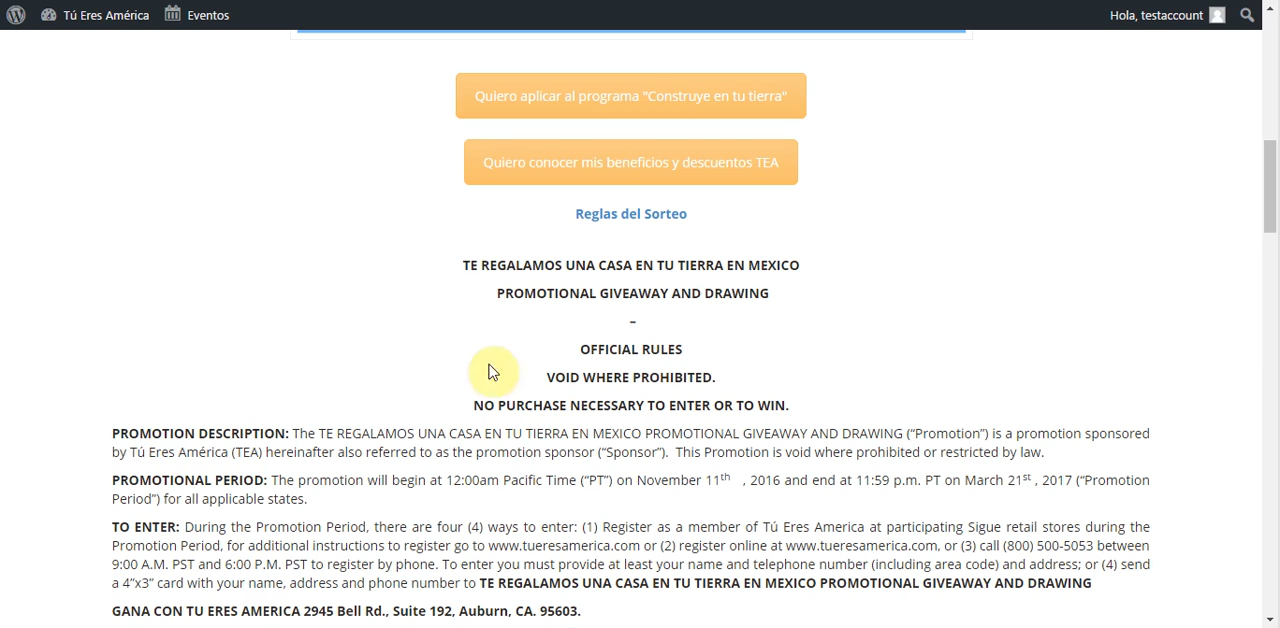 Tú Eres América Eventos Hola, testaccount
Quiero aplicar al programa "Construye en tu tierra"
Quiero conocer mis beneficios y descuentos TEA
Reglas del Sorteo
TE REGALAMOS UNA CASA EN TU TIERRA EN MEXICO
PROMOTIONAL GIVEAWAY AND DRAWING
–
OFFICIAL RULES
VOID WHERE PROHIBITED.
NO PURCHASE NECESSARY TO ENTER OR TO WIN.
PROMOTION DESCRIPTION: The TE REGALAMOS UNA CASA EN TU TIERRA EN MEXICO PROMOTIONAL GIVEAWAY AND DRAWING (“Promotion”) is a promotion sponsored
by Tú Eres América (TEA) hereinafter also referred to as the promotion sponsor (“Sponsor”). This Promotion is void where prohibited or restricted by law.
PROMOTIONAL PERIOD: The promotion will begin at 12:00am Pacific Time (“PT”) on November 11th , 2016 and end at 11:59 p.m. PT on March 21st , 2017 (“Promotion
Period”) for all applicable states.
TO ENTER: During the Promotion Period, there are four (4) ways to enter: (1) Register as a member of Tú Eres America at participating Sigue retail stores during the
Promotion Period, for additional instructions to register go to www.tueresamerica.com or (2) register online at www.tueresamerica.com, or (3) call (800) 500-5053 between
9:00 A.M. PST and 6:00 P.M. PST to register by phone. To enter you must provide at least your name and telephone number (including area code) and address; or (4) send
a 4”x3” card with your name, address and phone number to TE REGALAMOS UNA CASA EN TU TIERRA EN MEXICO PROMOTIONAL GIVEAWAY AND DRAWING
GANA CON TU ERES AMERICA 2945 Bell Rd., Suite 192, Auburn, CA. 95603.